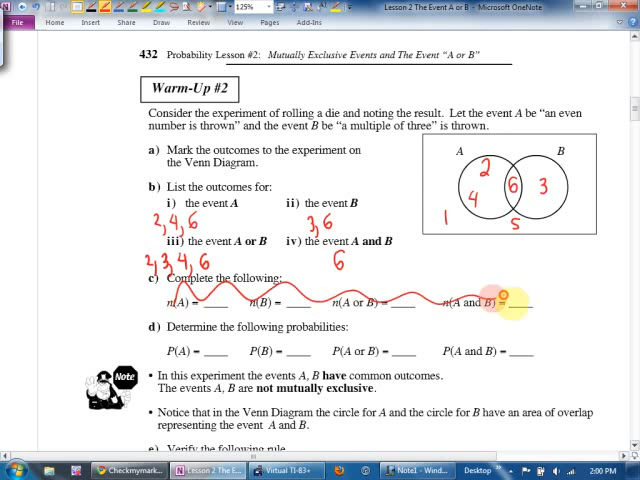 Lesson 2 The Event A or B - Microsoft OneNote
125%
File Home Insert Share Draw Review View Page Setup Add-Ins
432 Probability Lesson #2: Mutually Exclusive Events and The Event "A or B"
Warm-Up #2
Consider the experiment of rolling a die and noting the result. Let the event A be "an even
number is thrown" and the event B be "a multiple of three" is thrown.
a) Mark the outcomes to the experiment on
the Venn Diagram.
A B
2 6 3
4
1 5
b) List the outcomes for:
i) the event A ii) the event B
2, 4, 6 3, 6
iii) the event A or B iv) the event A and B
2, 3, 4, 6 6
c) Complete the following:
n(A) = ____ n(B) = ____ n(A or B) = ____ n(A and B) = ____
d) Determine the following probabilities:
P(A) = ____ P(B) = ____ P(A or B) = ____ P(A and B) = ____
Note
• In this experiment the events A, B have common outcomes.
The events A, B are not mutually exclusive.
• Notice that in the Venn Diagram the circle for A and the circle for B have an area of overlap
representing the event A and B.
e) Verify the following rule
Checkmymark... Lesson 2 The E... Virtual TI-83+ Note1 - Wind... Desktop » 2:00 PM